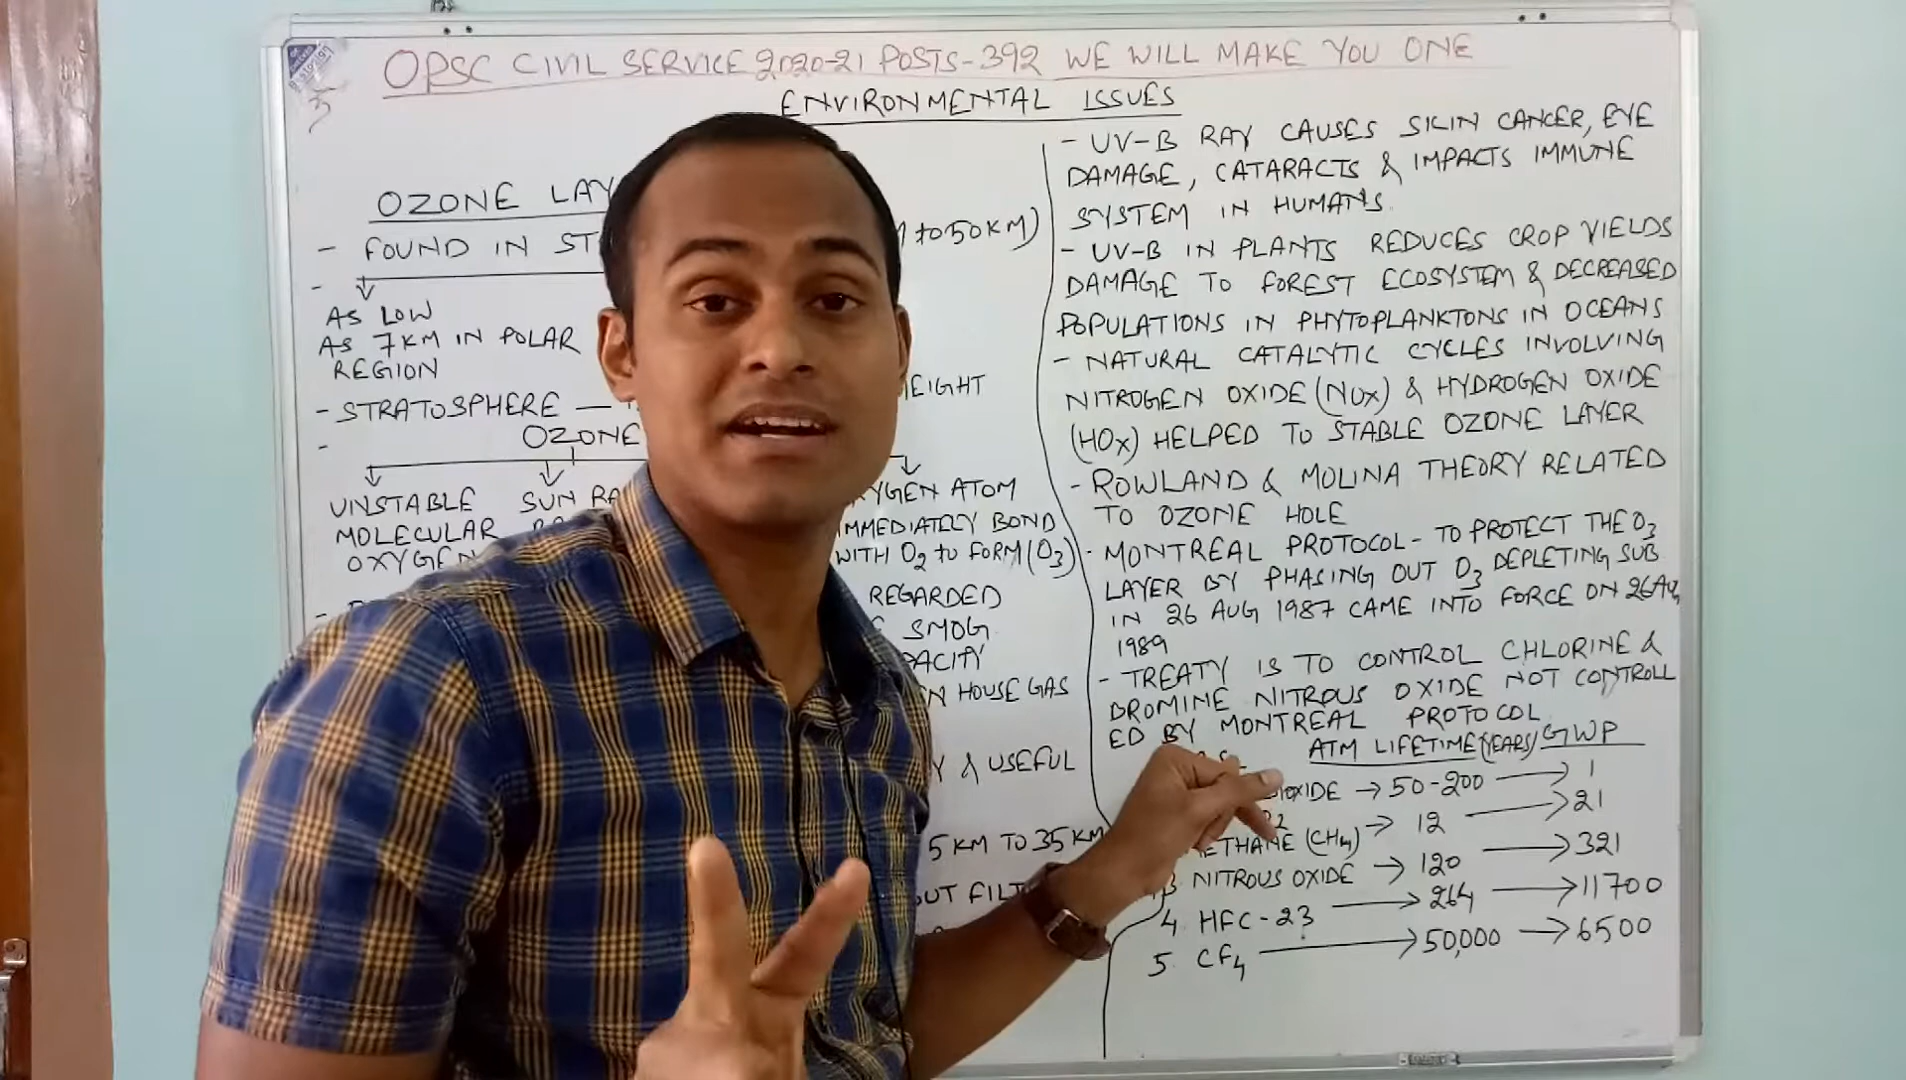 OPSC CIVIL SERVICE 2020-21 POSTS-392 WE WILL MAKE YOU ONE
ENVIRONMENTAL ISSUES
OZONE LAY
- FOUND IN ST M to 50 KM)
-
AS LOW
AS 7KM IN POLAR
REGION
EIGHT
- STRATOSPHERE —
- OZONE
UNSTABLE
MOLECULAR
OXYGEN
SUN RA
YGEN ATOM
MMEDIATELY BOND
WITH O2 to FORM (O3)
REGARDED
SMOG
PACITY
N HOUSE GAS
Y & USEFUL
5 KM TO 35 KM
OUT FILT
- UV-B RAY CAUSES SKIN CANCER, EYE
DAMAGE, CATARACTS & IMPACTS IMMUNE
SYSTEM IN HUMANS.
- UV-B IN PLANTS REDUCES CROP YIELDS
DAMAGE TO FOREST ECOSYSTEM & DECREASED
POPULATIONS IN PHYTOPLANKTONS IN OCEANS
- NATURAL CATALYTIC CYCLES INVOLVING
NITROGEN OXIDE (NOx) & HYDROGEN OXIDE
(HOx) HELPED TO STABLE OZONE LAYER
- ROWLAND & MOLINA THEORY RELATED
TO OZONE HOLE
- MONTREAL PROTOCOL - TO PROTECT THE O3
LAYER BY PHASING OUT O3 DEPLETING SUB
IN 26 AUG 1987 CAME INTO FORCE ON 26 AUG
1989
- TREATY IS TO CONTROL CHLORINE &
BROMINE NITROUS OXIDE NOT CONTROLL
ED BY MONTREAL PROTOCOL
ATM LIFETIME (YEARS) GWP
IOXIDE → 50-200 → 1
ETHANE (CH4) → 12 → 21
3 NITROUS OXIDE → 120 → 321
4. HFC-23 → 264 → 11700
5. CF4 → 50,000 → 6500